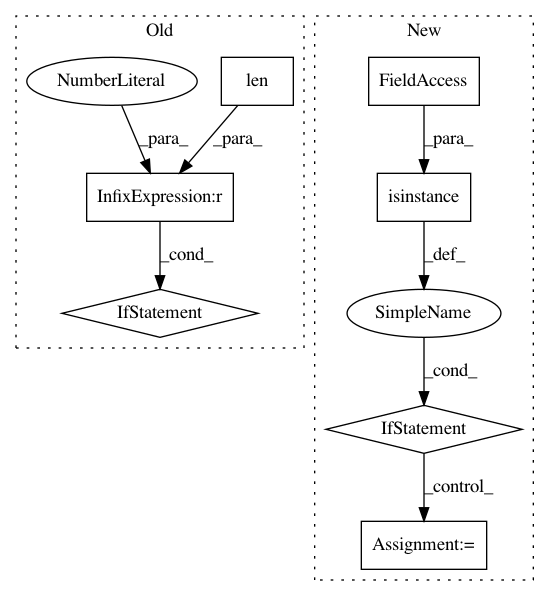 Old
New
NumberLiteral
len
FieldAccess
_para_
_para_
_para_
InfixExpression:r
isinstance
_cond_
_def_
IfStatement
SimpleName
_cond_
IfStatement
_control_
Assignment:=